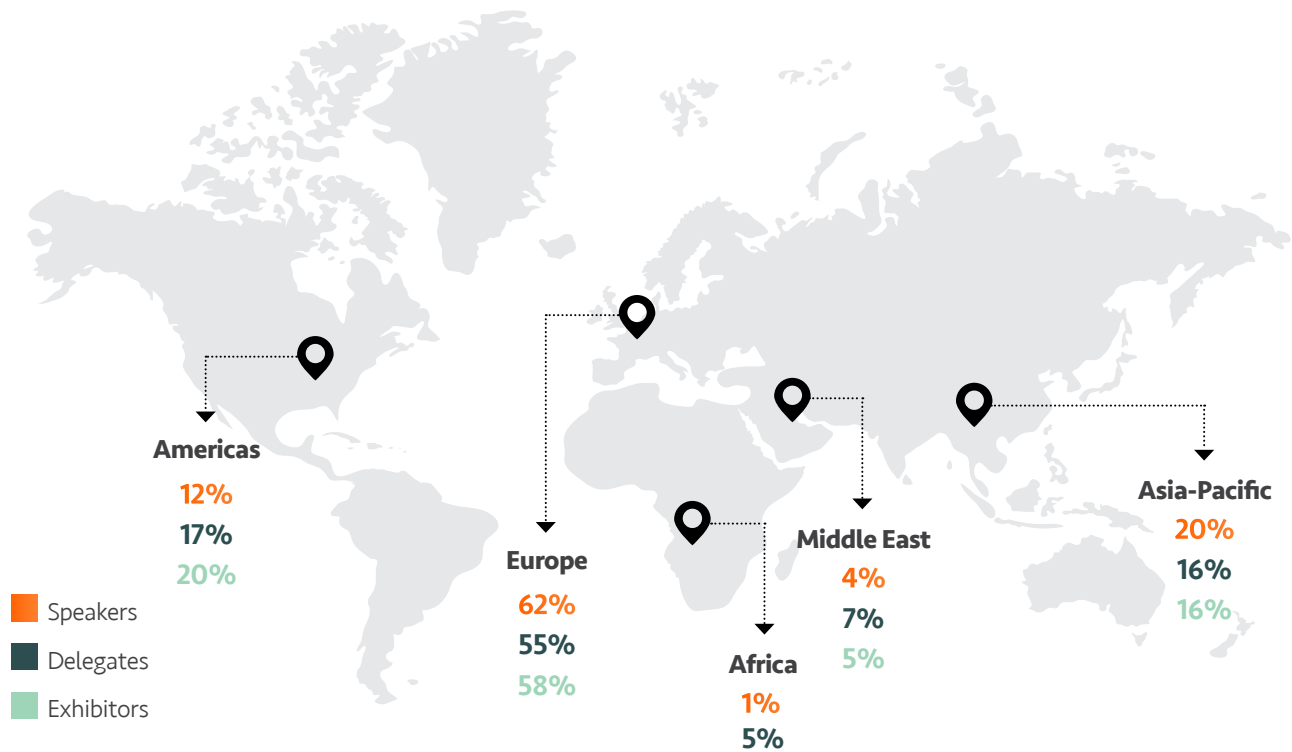 Americas
12%
17%
20%
Europe
62%
55%
58%
Africa
1%
5%
Middle East
4%
7%
5%
Asia-Pacific
20%
16%
16%
Speakers
Delegates
Exhibitors